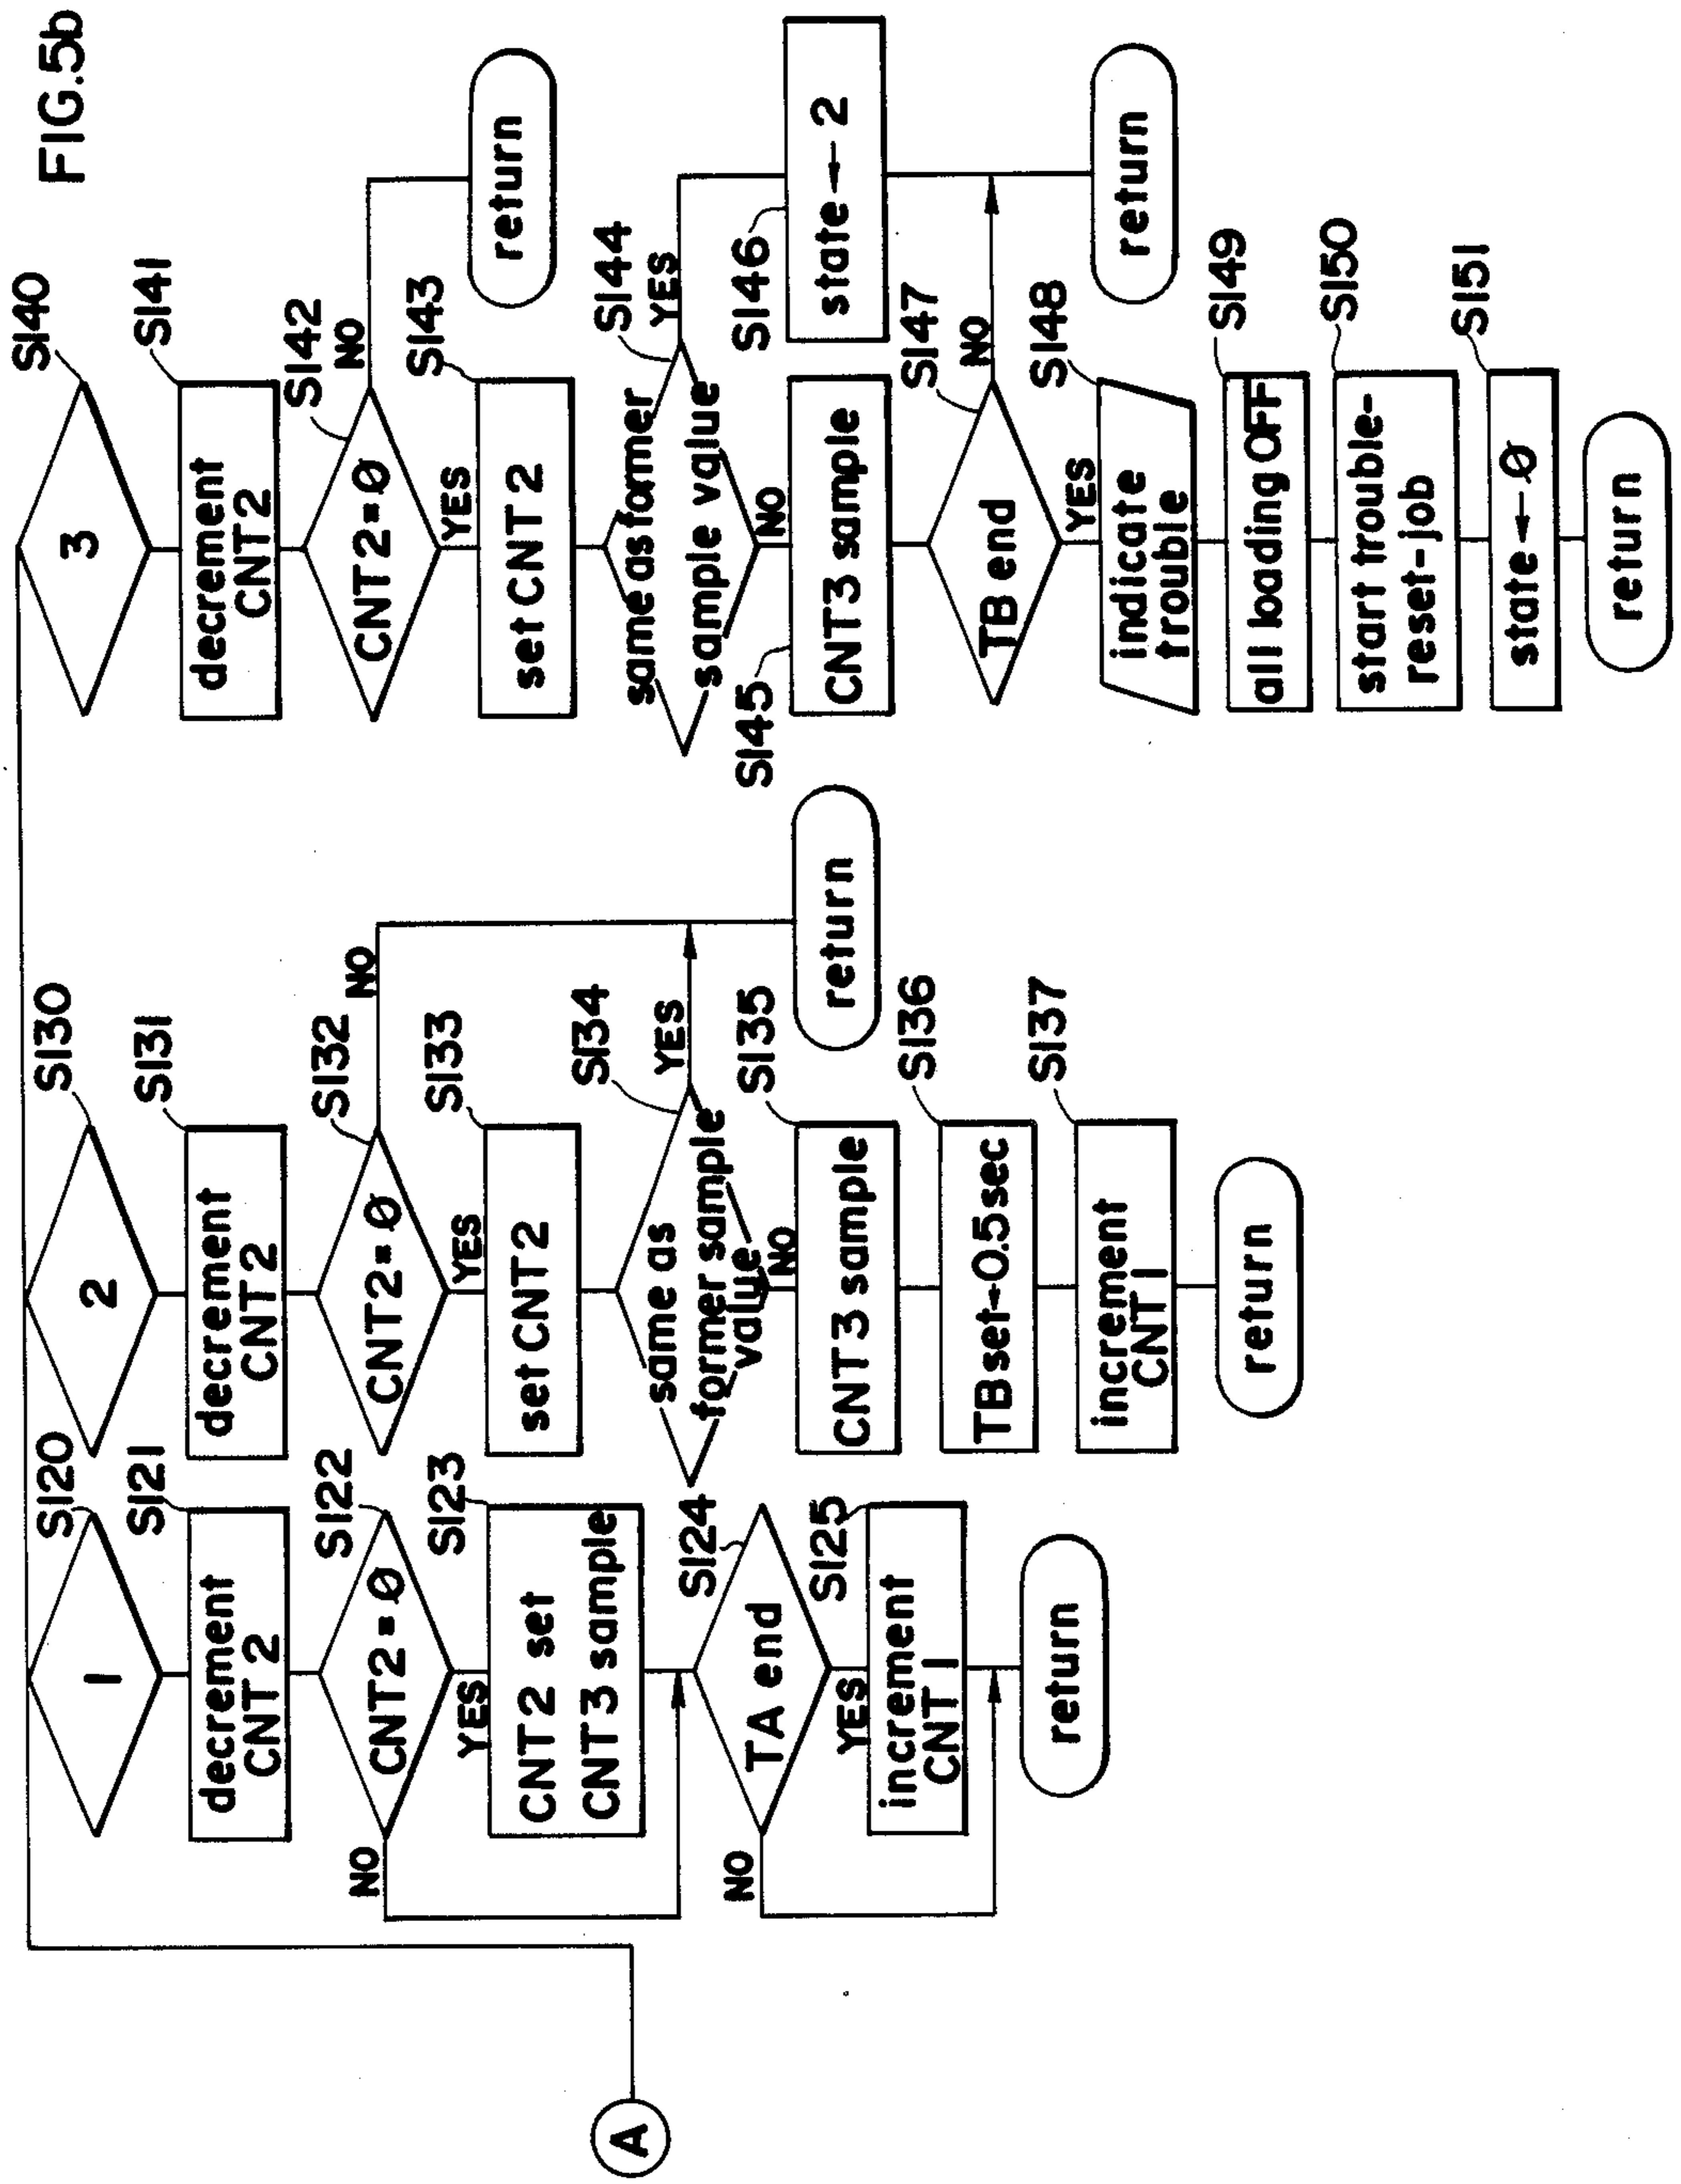 FIG.5b
A
S120
1
S121
decrement
CNT 2
S122
CNT2=Ø
NO
YES
S123
CNT2 set
CNT3 sample
S124
TA end
NO
YES
S125
increment
CNT 1
return
S130
2
S131
decrement
CNT2
S132
CNT2=Ø
NO
YES
S133
set CNT2
S134
same as
former sample
value
YES
NO
S135
CNT 3 sample
S136
TB set←0.5sec
S137
increment
CNT 1
return
return
S140
3
S141
decrement
CNT2
S142
CNT2=Ø
NO
YES
return
S143
set CNT 2
S144
same as former
sample value
YES
NO
S145
CNT3 sample
S146
state ← 2
S147
TB end
NO
YES
return
S148
indicate
trouble
S149
all loading OFF
S150
start trouble-
reset-job
S151
state ← Ø
return